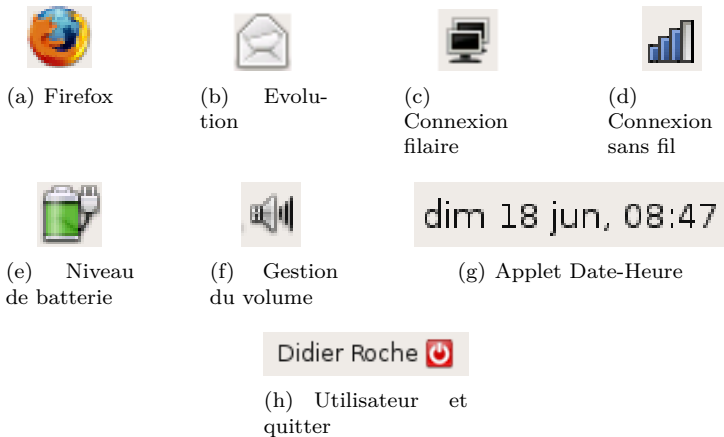 (a) Firefox
(b) Evolu-
tion
(c)
Connexion
filaire
(d)
Connexion
sans fil
dim 18 jun, 08:47
(e) Niveau
de batterie
(f) Gestion
du volume
(g) Applet Date-Heure
Didier Roche
(h) Utilisateur et
quitter